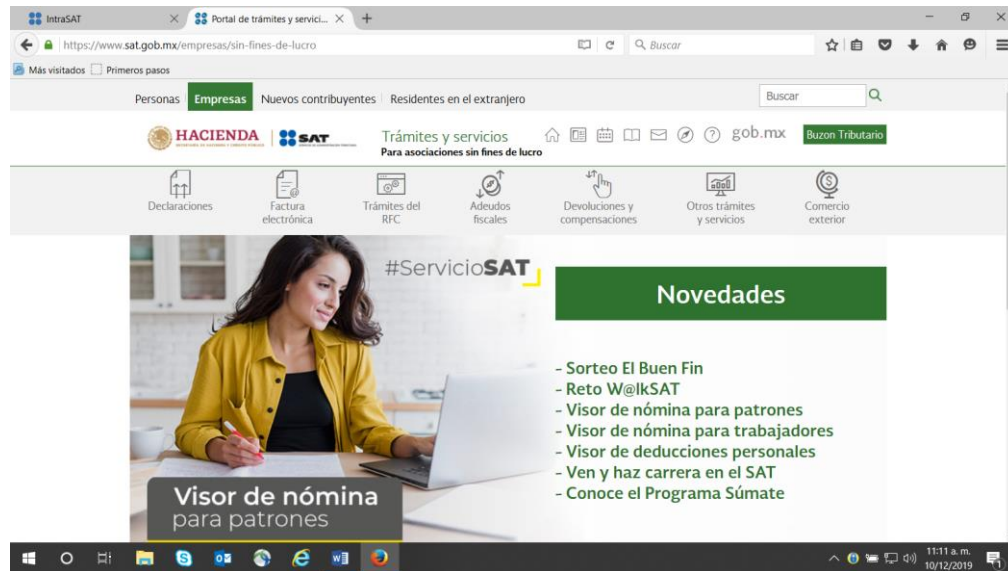 IntraSAT
Portal de trámites y servici...
https://www.sat.gob.mx/empresas/sin-fines-de-lucro
Buscar
Más visitados Primeros pasos
Personas Empresas Nuevos contribuyentes Residentes en el extranjero
Buscar
HACIENDA
SAT
Trámites y servicios
Para asociaciones sin fines de lucro
gob.mx
Buzon Tributario
Declaraciones
Factura
electrónica
Trámites del
RFC
Adeudos
fiscales
Devoluciones y
compensaciones
Otros trámites
y servicios
Comercio
exterior
#ServicioSAT
Novedades
- Sorteo El Buen Fin
- Reto W@lkSAT
- Visor de nómina para patrones
- Visor de nómina para trabajadores
- Visor de deducciones personales
- Ven y haz carrera en el SAT
- Conoce el Programa Súmate
Visor de nómina
para patrones
11:11 a. m.
10/12/2019